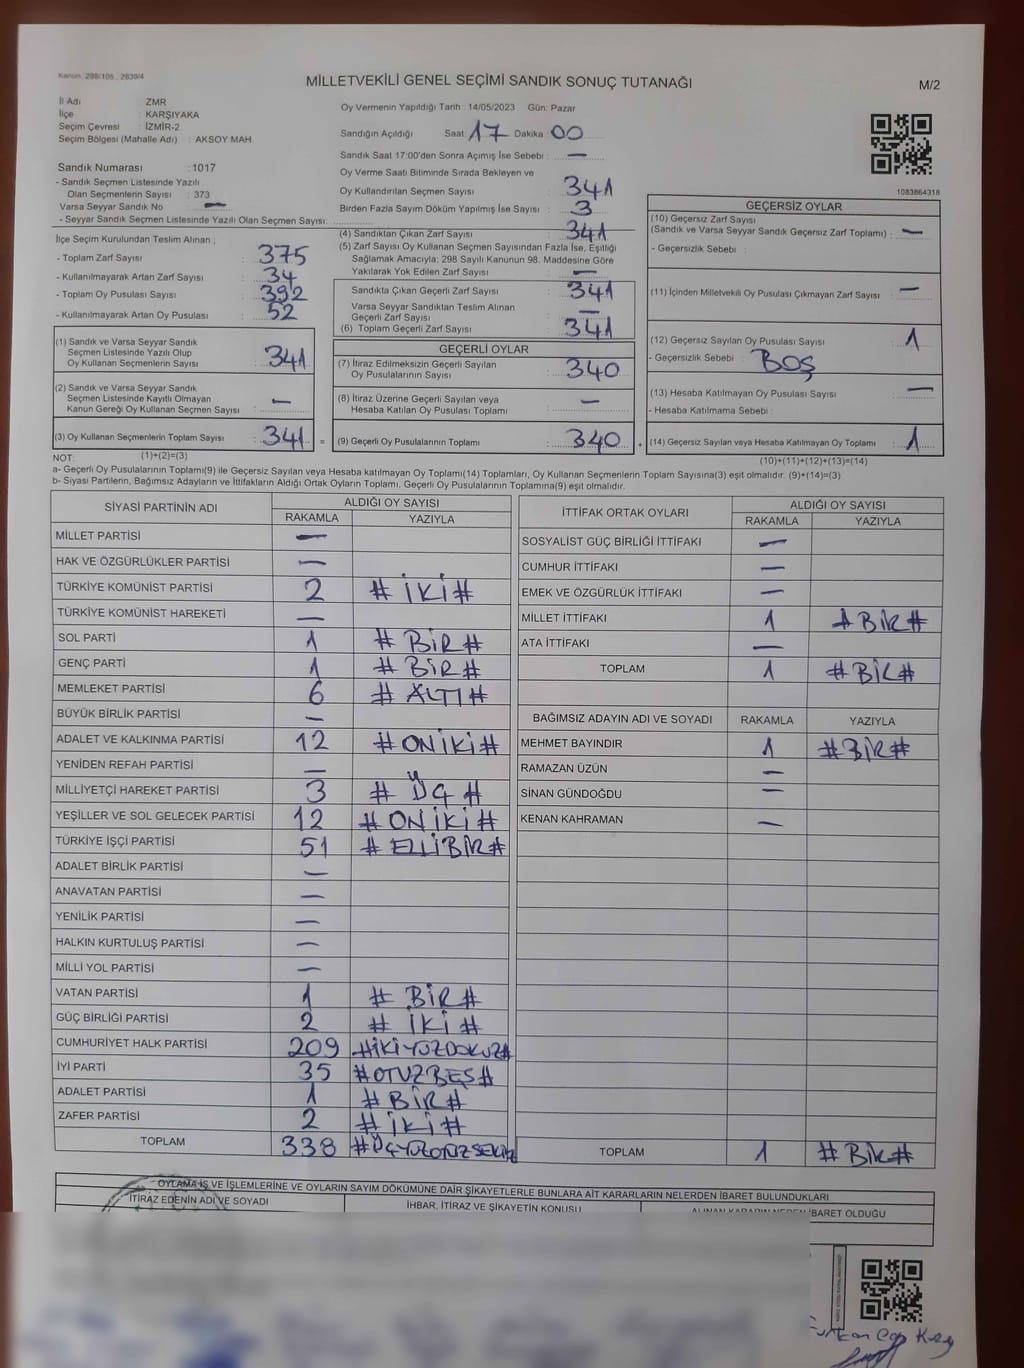 Kanun, 298/105 , 2839/4
MİLLETVEKİLİ GENEL SEÇİMİ SANDIK SONUÇ TUTANAĞI
M/2
İl Adı ZMR
İlçe : KARŞIYAKA
Seçim Çevresi : İZMİR-2
Seçim Bölgesi (Mahalle Adı) : AKSOY MAH.
Oy Vermenin Yapıldığı Tarih : 14/05/2023 Gün: Pazar
Sandığın Açıldığı Saat: 17 Dakika 00
Sandık Saat 17:00'den Sonra Açımış İse Sebebi : —
Oy Verme Saati Bitiminde Sırada Bekleyen ve
Oy Kullandırılan Seçmen Sayısı : 341
Birden Fazla Sayım Döküm Yapılmış İse Sayısı : 3
1083864318
Sandık Numarası : 1017
- Sandık Seçmen Listesinde Yazılı
Olan Seçmenlerin Sayısı : 373
Varsa Seyyar Sandık No —
- Seyyar Sandık Seçmen Listesinde Yazılı Olan Seçmen Sayısı:
İlçe Seçim Kurulundan Teslim Alınan ;
- Toplam Zarf Sayısı : 375
- Kullanılmayarak Artan Zarf Sayısı : 34
- Toplam Oy Pusulası Sayısı : 392
- Kullanılmayarak Artan Oy Pusulası : 52
(1) Sandık ve Varsa Seyyar Sandık
Seçmen Listesinde Yazılı Olup
Oy Kullanan Seçmenlerin Sayısı : 341
(2) Sandık ve Varsa Seyyar Sandık
Seçmen Listesinde Kayıtlı Olmayan
Kanun Gereği Oy Kullanan Seçmen Sayısı : —
(3) Oy Kullanan Seçmenlerin Toplam Sayısı : 341 =
(4) Sandıktan Çıkan Zarf Sayısı : 341
(5) Zarf Sayısı Oy Kullanan Seçmen Sayısından Fazla İse, Eşitliği
Sağlamak Amacıyla; 298 Sayılı Kanunun 98. Maddesine Göre
Yakılarak Yok Edilen Zarf Sayısı : —
Sandıkta Çıkan Geçerli Zarf Sayısı : 341
Varsa Seyyar Sandıktan Teslim Alınan
Geçerli Zarf Sayısı : —
(6) Toplam Geçerli Zarf Sayısı : 341
GEÇERLİ OYLAR
(7) İtiraz Edilmeksizin Geçerli Sayılan
Oy Pusulalarının Sayısı : 340
(8) İtiraz Üzerine Geçerli Sayılan veya
Hesaba Katılan Oy Pusulası Toplamı : —
(9) Geçerli Oy Pusulalarının Toplamı : 340 +
GEÇERSİZ OYLAR
(10) Geçersiz Zarf Sayısı
(Sandık ve Varsa Seyyar Sandık Geçersiz Zarf Toplamı) : —
- Geçersizlik Sebebi :
(11) İçinden Milletvekili Oy Pusulası Çıkmayan Zarf Sayısı : —
(12) Geçersiz Sayılan Oy Pusulası Sayısı : 1
- Geçersizlik Sebebi : BOŞ
(13) Hesaba Katılmayan Oy Pusulası Sayısı : —
- Hesaba Katılmama Sebebi :
(14) Geçersiz Sayılan veya Hesaba Katılmayan Oy Toplamı : 1
NOT: (1)+(2)=(3) (10)+(11)+(12)+(13)=(14)
a- Geçerli Oy Pusulalarının Toplamı(9) ile Geçersiz Sayılan veya Hesaba katılmayan Oy Toplamı(14) Toplamları, Oy Kullanan Seçmenlerin Toplam Sayısına(3) eşit olmalıdır. (9)+(14)=(3)
b- Siyasi Partilerin, Bağımsız Adayların ve İttifakların Aldığı Ortak Oyların Toplamı, Geçerli Oy Pusulalarının Toplamına(9) eşit olmalıdır.
SİYASİ PARTİNİN ADI ALDIĞI OY SAYISI
RAKAMLA YAZIYLA
MİLLET PARTİSİ —
HAK VE ÖZGÜRLÜKLER PARTİSİ —
TÜRKİYE KOMÜNİST PARTİSİ 2 # İKİ #
TÜRKİYE KOMÜNİST HAREKETİ —
SOL PARTİ 1 # BİR #
GENÇ PARTİ 1 # BİR #
MEMLEKET PARTİSİ 6 # ALTI #
BÜYÜK BİRLİK PARTİSİ —
ADALET VE KALKINMA PARTİSİ 12 # ONİKİ #
YENİDEN REFAH PARTİSİ —
MİLLİYETÇİ HAREKET PARTİSİ 3 # ÜÇ #
YEŞİLLER VE SOL GELECEK PARTİSİ 12 # ONİKİ #
TÜRKİYE İŞÇİ PARTİSİ 51 # ELLİBİR #
ADALET BİRLİK PARTİSİ —
ANAVATAN PARTİSİ —
YENİLİK PARTİSİ —
HALKIN KURTULUŞ PARTİSİ —
MİLLİ YOL PARTİSİ —
VATAN PARTİSİ 1 # BİR #
GÜÇ BİRLİĞİ PARTİSİ 2 # İKİ #
CUMHURİYET HALK PARTİSİ 209 #İKİYÜZDOKUZ#
İYİ PARTİ 35 #OTUZBEŞ#
ADALET PARTİSİ 1 # BİR #
ZAFER PARTİSİ 2 # İKİ #
TOPLAM 338 #ÜÇYÜZOTUZSEKİZ
İTTİFAK ORTAK OYLARI ALDIĞI OY SAYISI
RAKAMLA YAZIYLA
SOSYALİST GÜÇ BİRLİĞİ İTTİFAKI —
CUMHUR İTTİFAKI —
EMEK VE ÖZGÜRLÜK İTTİFAKI —
MİLLET İTTİFAKI 1 # BİR #
ATA İTTİFAKI —
TOPLAM 1 # BİR #
BAĞIMSIZ ADAYIN ADI VE SOYADI RAKAMLA YAZIYLA
MEHMET BAYINDIR 1 # BİR #
RAMAZAN ÜZÜN —
SİNAN GÜNDOĞDU —
KENAN KAHRAMAN —
TOPLAM 1 # BİR #
OYLAMA İŞ VE İŞLEMLERİNE VE OYLARIN SAYIM DÖKÜMÜNE DAİR ŞİKAYETLERLE BUNLARA AİT KARARLARIN NELERDEN İBARET BULUNDUKLARI
İTİRAZ EDENİN ADI VE SOYADI İHBAR, İTİRAZ VE ŞİKAYETİN KONUSU ALINAN KARARIN NEDEN İBARET OLDUĞU